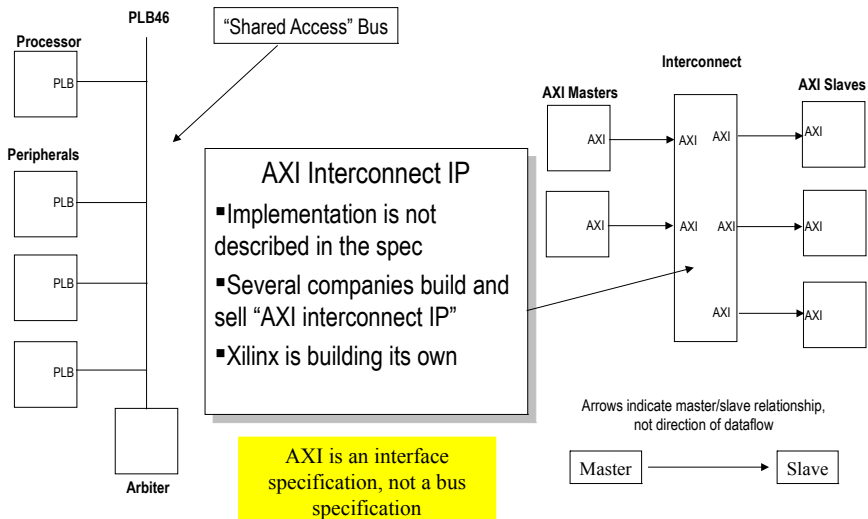 PLB46
"Shared Access" Bus
Processor
PLB
Peripherals
PLB
PLB
PLB
Arbiter
AXI Interconnect IP
▪Implementation is not
described in the spec
▪Several companies build and
sell "AXI interconnect IP"
▪Xilinx is building its own
AXI is an interface
specification, not a bus
specification
Interconnect
AXI Masters
AXI Slaves
AXI
AXI
AXI
AXI
AXI
AXI
AXI
AXI
AXI
AXI
Arrows indicate master/slave relationship,
not direction of dataflow
Master
Slave